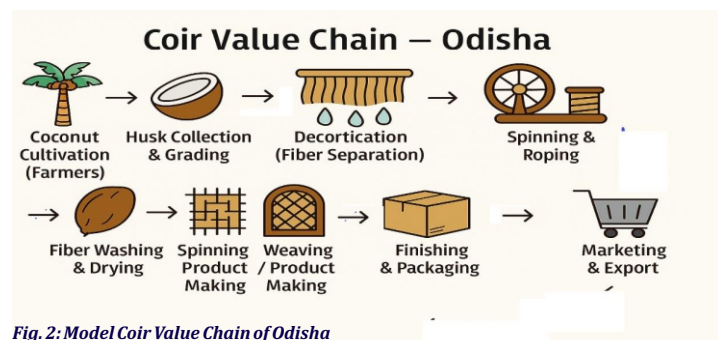 Coir Value Chain — Odisha
Coconut
Cultivation
(Farmers)
Husk Collection
& Grading
Decortication
(Fiber Separation)
Spinning &
Roping
Fiber Washing
& Drying
Spinning
Product
Making
Weaving
/ Product
Making
Finishing
& Packaging
Marketing
& Export
Fig. 2: Model Coir Value Chain of Odisha